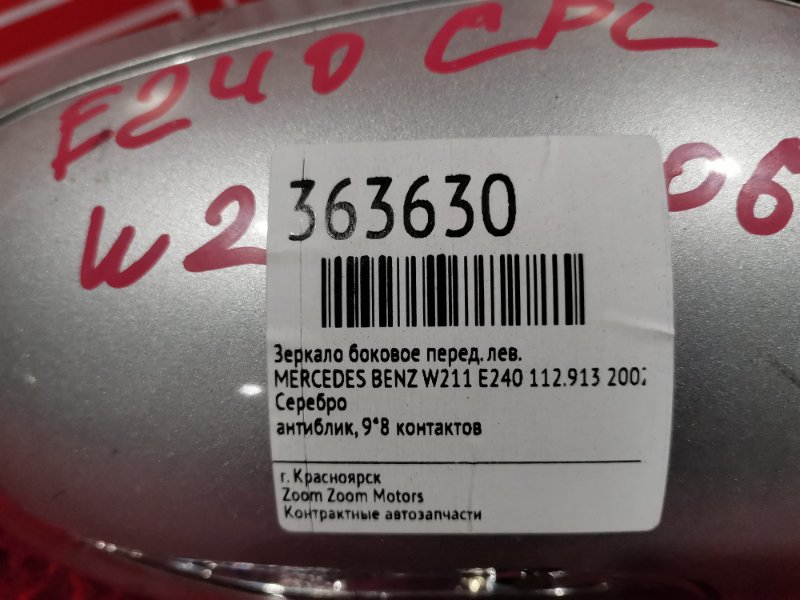 E240 CPL
W2
06
363630
Зеркало боковое перед. лев.
MERCEDES BENZ W211 E240 112.913 2002
Серебро
антиблик, 9*8 контактов
г. Красноярск
Zoom Zoom Motors
Контрактные автозапчасти